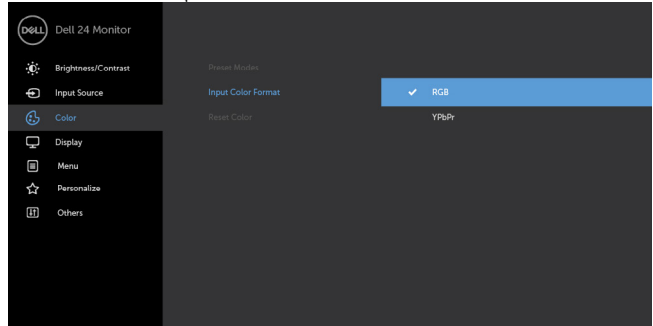 DELL
Dell 24 Monitor
Brightness/Contrast
Input Source
Color
Display
Menu
Personalize
Others
Preset Modes
Input Color Format
Reset Color
RGB
YPbPr